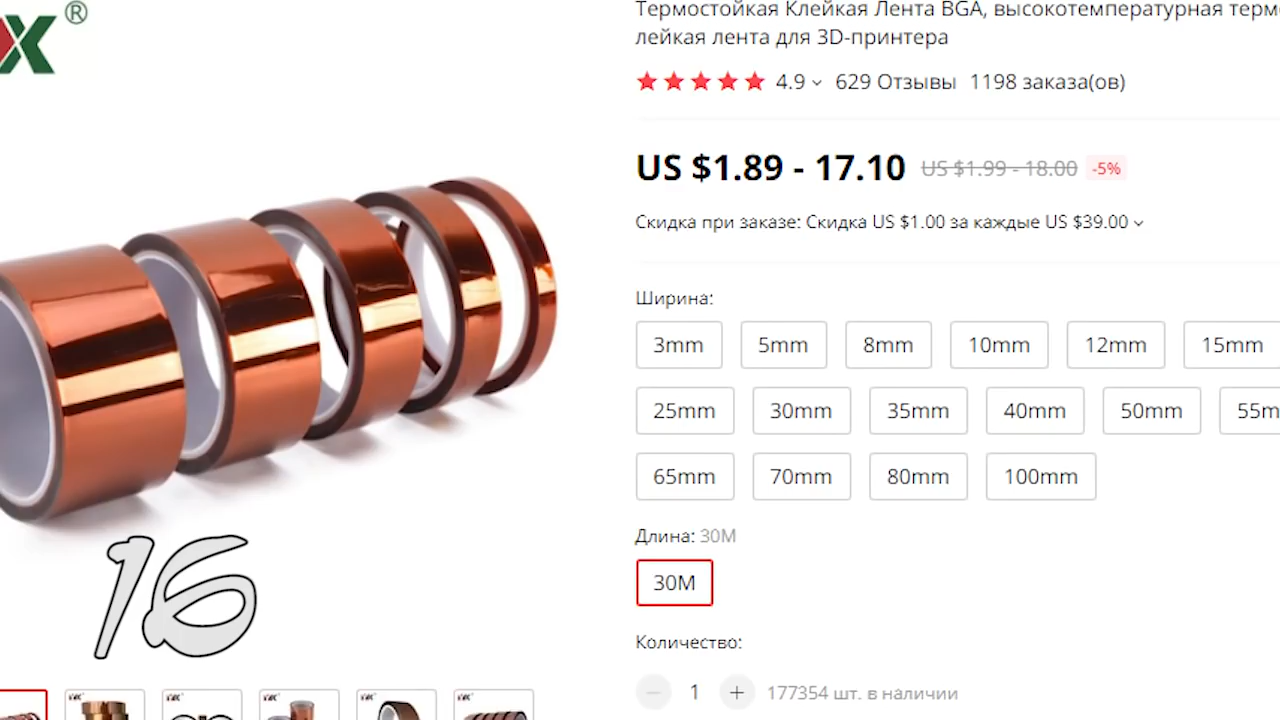 X®
Термостойкая Клейкая Лента BGA, высокотемпературная
лейкая лента для 3D-принтера
4.9 629 Отзывы 1198 заказа(ов)
US $1.89 - 17.10 US $1.99 - 18.00 -5%
Скидка при заказе: Скидка US $1.00 за каждые US $39.00
Ширина:
3mm 5mm 8mm 10mm 12mm 15mm
25mm 30mm 35mm 40mm 50mm 55m
65mm 70mm 80mm 100mm
Длина: 30M
30M
16
Количество:
− 1 + 177354 шт. в наличии